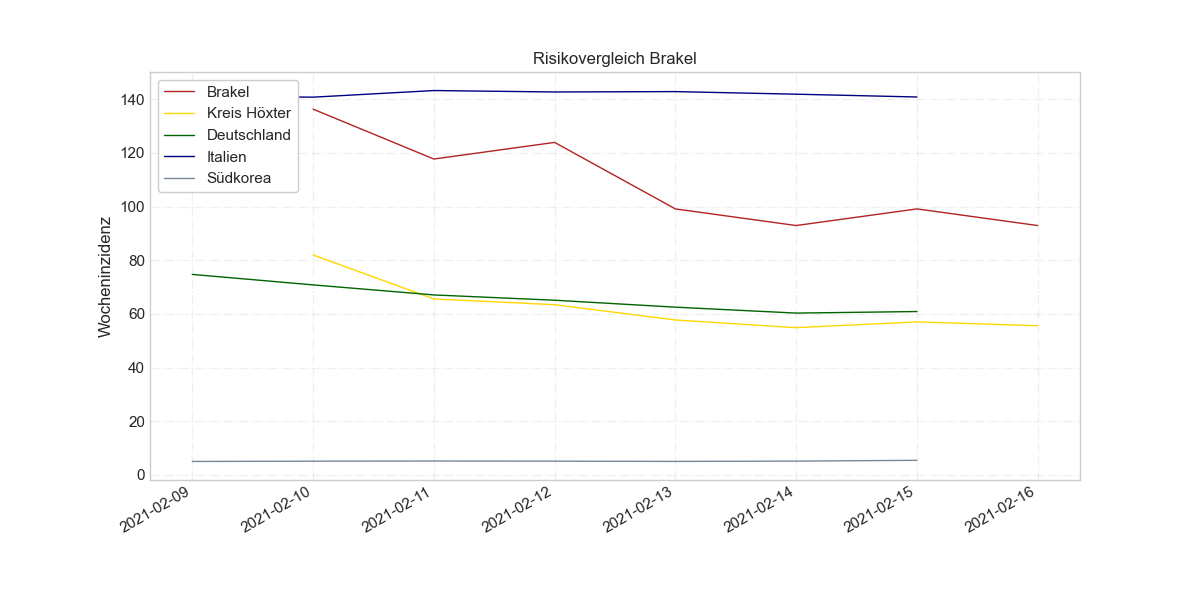 Risikovergleich Brakel
Brakel
Kreis Höxter
Deutschland
Italien
Südkorea
Wocheninzidenz
140
120
100
80
60
40
20
0
2021-02-09
2021-02-10
2021-02-11
2021-02-12
2021-02-13
2021-02-14
2021-02-15
2021-02-16